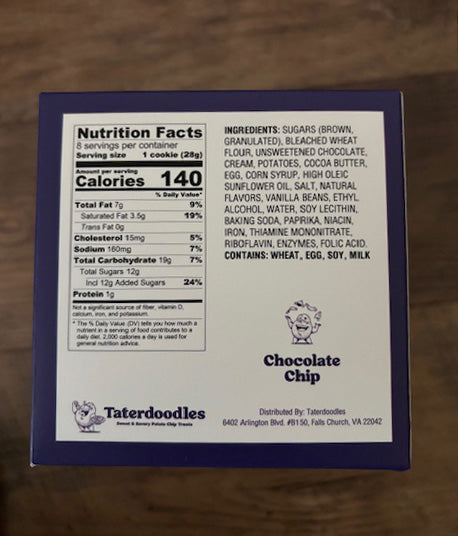 Nutrition Facts
8 servings per container
Serving size 1 cookie (28g)
Amount per serving
Calories 140
% Daily Value*
Total Fat 7g 9%
Saturated Fat 3.5g 19%
Trans Fat 0g
Cholesterol 15mg 5%
Sodium 160mg 7%
Total Carbohydrate 19g 7%
Total Sugars 12g
Incl 12g Added Sugars 24%
Protein 1g
Not a significant source of fiber, vitamin D,
calcium, iron, and potassium.
* The % Daily Value (DV) tells you how much a
nutrient in a serving of food contributes to a
daily diet. 2,000 calories a day is used for
general nutrition advice.
INGREDIENTS: SUGARS (BROWN,
GRANULATED), BLEACHED WHEAT
FLOUR, UNSWEETENED CHOCOLATE,
CREAM, POTATOES, COCOA BUTTER,
EGG, CORN SYRUP, HIGH OLEIC
SUNFLOWER OIL, SALT, NATURAL
FLAVORS, VANILLA BEANS, ETHYL
ALCOHOL, WATER, SOY LECITHIN,
BAKING SODA, PAPRIKA, NIACIN,
IRON, THIAMINE MONONITRATE,
RIBOFLAVIN, ENZYMES, FOLIC ACID.
CONTAINS: WHEAT, EGG, SOY, MILK
Chocolate
Chip
Taterdoodles
Sweet & Savory Potato Chip Treats
Distributed By: Taterdoodles
6402 Arlington Blvd. #B150, Falls Church, VA 22042